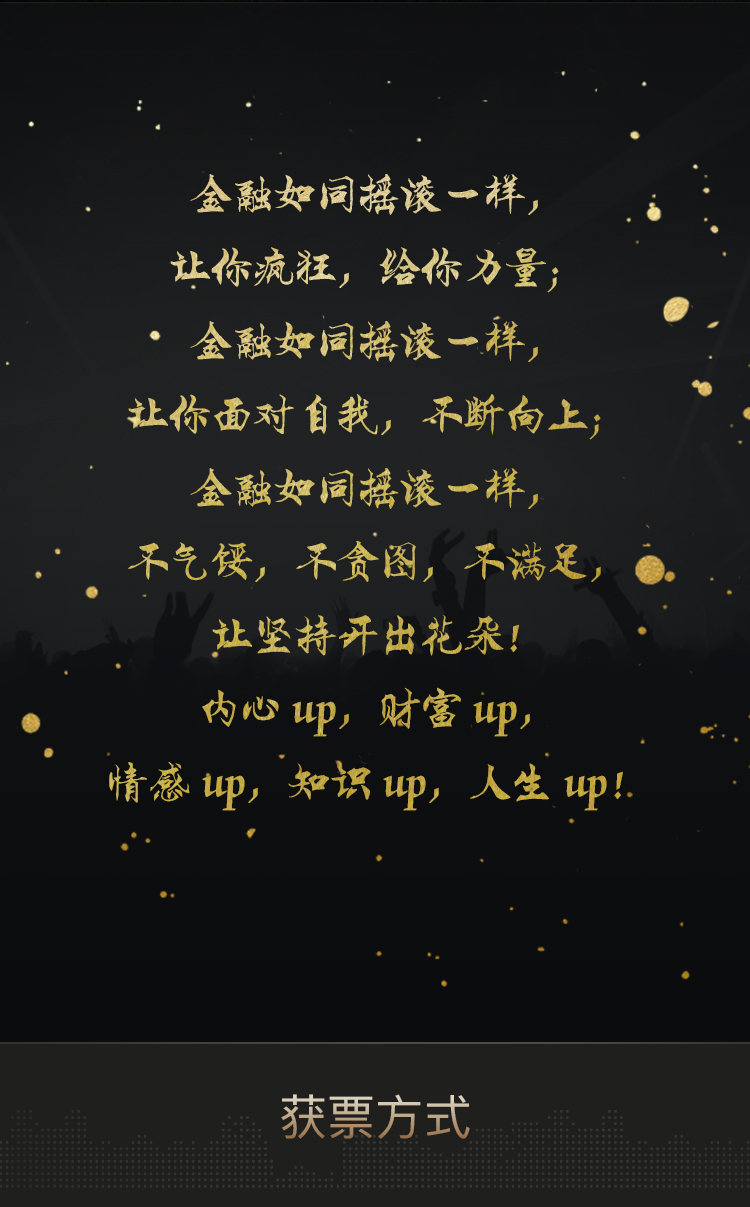 金融如同摇滚一样，
让你疯狂，给你力量；
金融如同摇滚一样，
让你面对自我，不断向上；
金融如同摇滚一样，
不气馁，不贪图，不满足，
让坚持开出花朵！
内心 up，财富 up，
情感 up，知识 up，人生 up！
获票方式